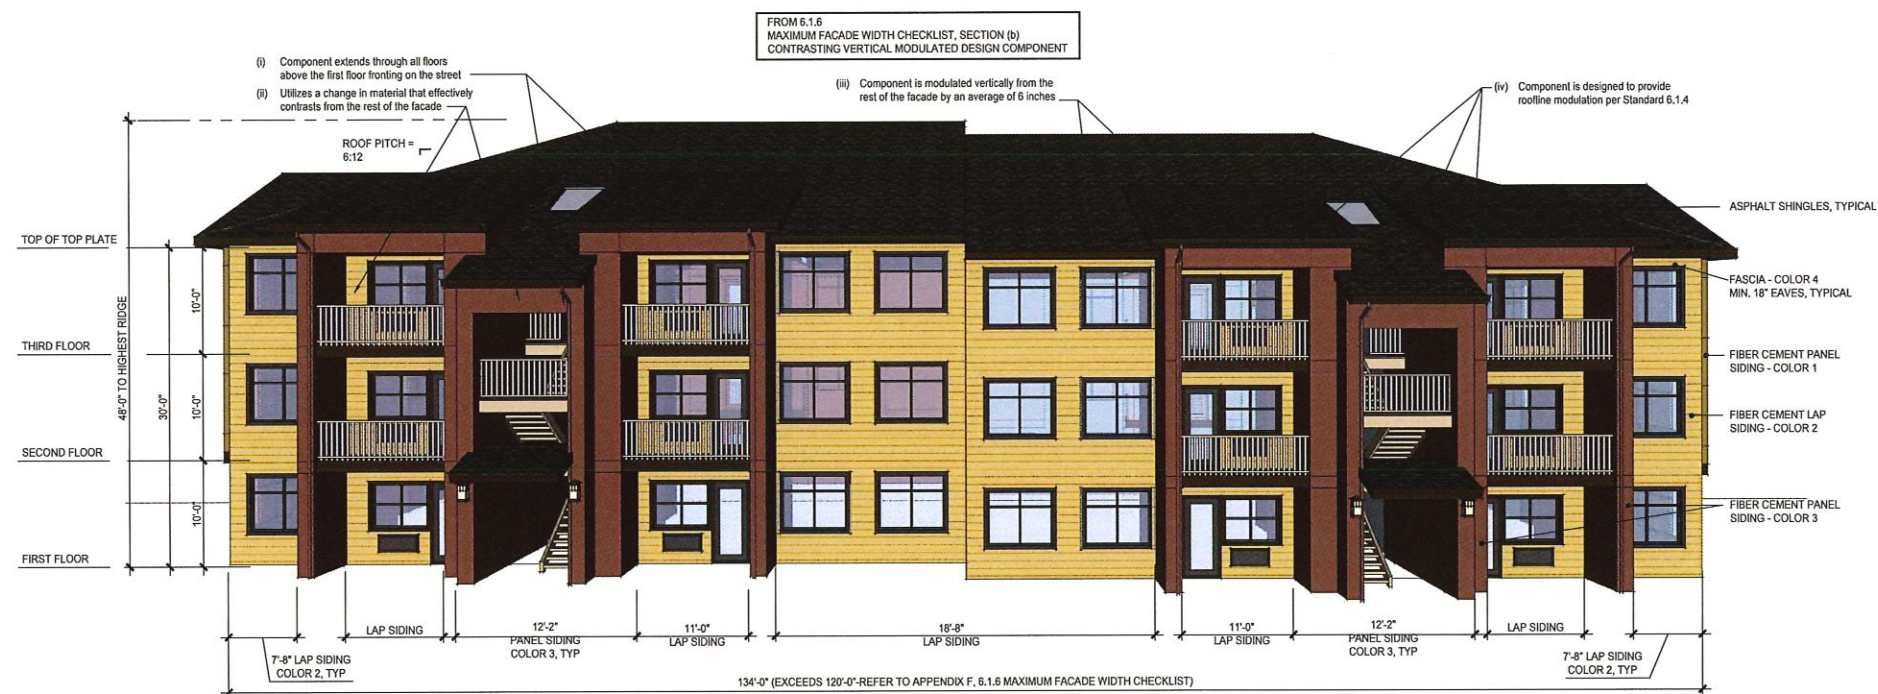 FROM 6.1.6
MAXIMUM FACADE WIDTH CHECKLIST, SECTION (b)
CONTRASTING VERTICAL MODULATED DESIGN COMPONENT
(i) Component extends through all floors
above the first floor fronting on the street
(ii) Utilizes a change in material that effectively
contrasts from the rest of the facade
(iii) Component is modulated vertically from the
rest of the facade by an average of 6 inches
(iv) Component is designed to provide
roofline modulation per Standard 6.1.4
ROOF PITCH =
6:12
TOP OF TOP PLATE
THIRD FLOOR
SECOND FLOOR
FIRST FLOOR
48'-0" TO HIGHEST RIDGE
30'-0"
10'-0"
10'-0"
10'-0"
ASPHALT SHINGLES, TYPICAL
FASCIA - COLOR 4
MIN. 18" EAVES, TYPICAL
FIBER CEMENT PANEL
SIDING - COLOR 1
FIBER CEMENT LAP
SIDING - COLOR 2
FIBER CEMENT PANEL
SIDING - COLOR 3
7'-8" LAP SIDING
COLOR 2, TYP
LAP SIDING
12'-2"
PANEL SIDING
COLOR 3, TYP
11'-0"
LAP SIDING
18'-8"
LAP SIDING
11'-0"
LAP SIDING
12'-2"
PANEL SIDING
COLOR 3, TYP
LAP SIDING
7'-8" LAP SIDING
COLOR 2, TYP
134'-0" (EXCEEDS 120'-0"-REFER TO APPENDIX F, 6.1.6 MAXIMUM FACADE WIDTH CHECKLIST)